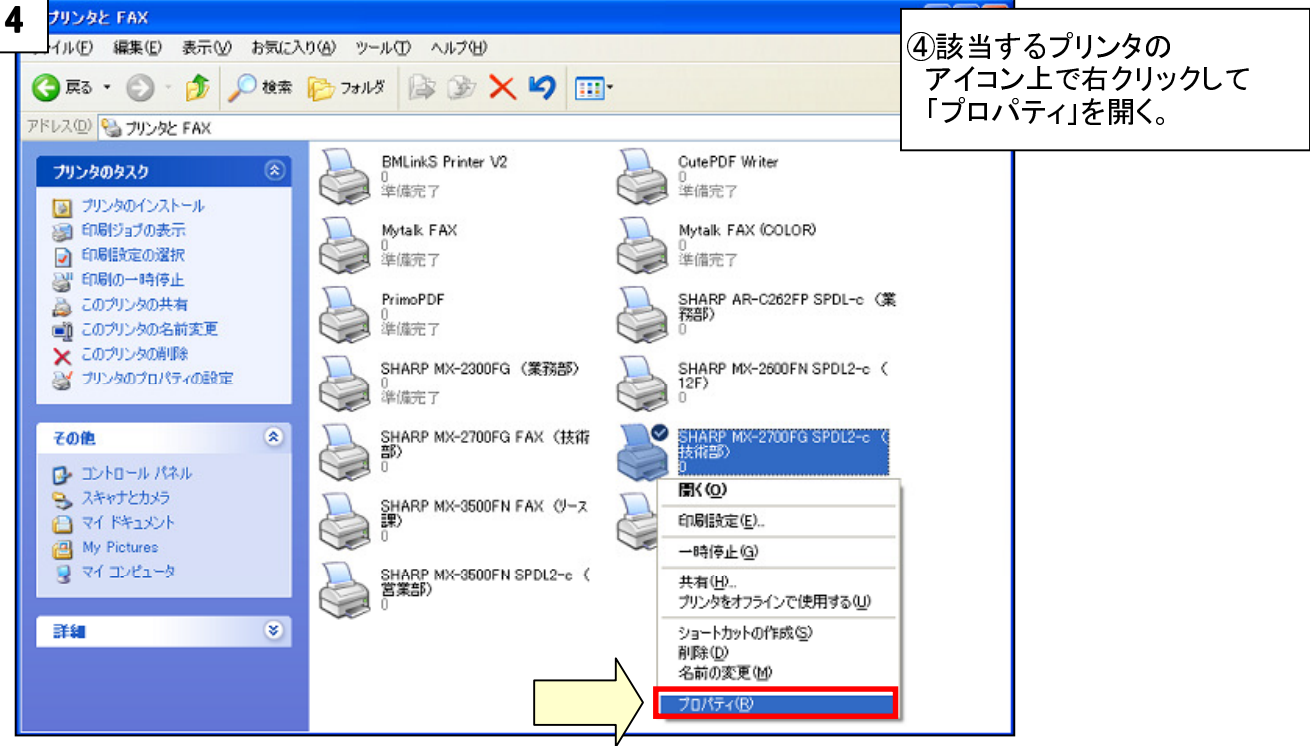 4
プリンタと FAX
④該当するプリンタの
アイコン上で右クリックして
「プロパティ」を開く。
イル(F) 編集(E) 表示(V) お気に入り(A) ツール(T) ヘルプ(H)
戻る 検索 フォルダ
アドレス(D) プリンタと FAX
プリンタのタスク
プリンタのインストール
印刷ジョブの表示
印刷設定の選択
印刷の一時停止
このプリンタの共有
このプリンタの名前変更
このプリンタの削除
プリンタのプロパティの設定
その他
コントロール パネル
スキャナとカメラ
マイ ドキュメント
My Pictures
マイ コンピュータ
詳細
BMLinkS Printer V2
0
準備完了
CutePDF Writer
0
準備完了
Mytalk FAX
0
準備完了
Mytalk FAX (COLOR)
0
準備完了
PrimoPDF
0
準備完了
SHARP AR-C262FP SPDL-c (業
務部)
0
SHARP MX-2300FG (業務部)
0
準備完了
SHARP MX-2600FN SPDL2-c (
12F)
0
SHARP MX-2700FG FAX (技術
部)
0
SHARP MX-2700FG SPDL2-c (
技術部)
0
SHARP MX-3500FN FAX (リース
課)
0
SHARP MX-3500FN SPDL2-c (
営業部)
0
開く(O)
印刷設定(E)...
一時停止(G)
共有(H)...
プリンタをオフラインで使用する(U)
ショートカットの作成(S)
削除(D)
名前の変更(M)
プロパティ(R)